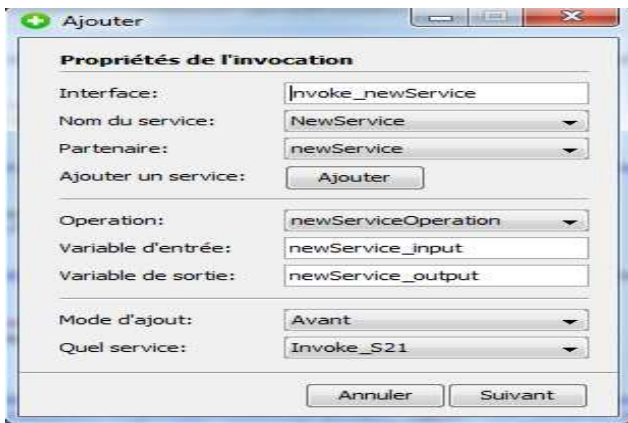 Ajouter
Propriétés de l'invocation
Interface: Invoke_newService
Nom du service: NewService
Partenaire: newService
Ajouter un service: Ajouter
Operation: newServiceOperation
Variable d'entrée: newService_input
Variable de sortie: newService_output
Mode d'ajout: Avant
Quel service: Invoke_S21
Annuler Suivant